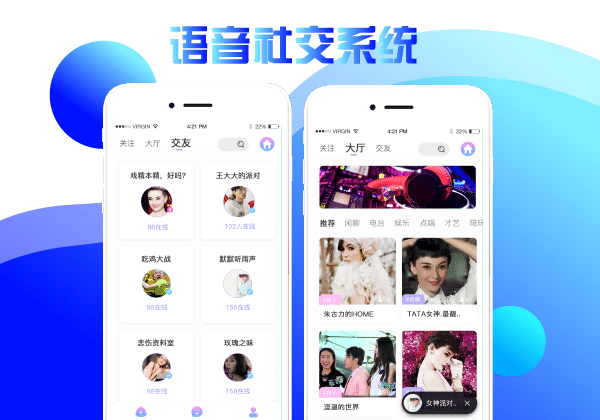 语音社交系统
●●●○○ VIRGIN 4:21 PM 22%
关注 大厅 交友
戏精本精，好吗?
88在线
王大大的派对
102人在线
吃鸡大战
88在线
默默听雨声
156在线
悲伤资料室
88在线
玫瑰之味
156在线
●●●○○ VIRGIN 4:21 PM 22%
关注 大厅 交友
推荐 闲聊 电台 娱乐 点唱 才艺 陪玩
朱古力的HOME
TATA女神.最靓..
逗逼的世界
女神派对.. ×